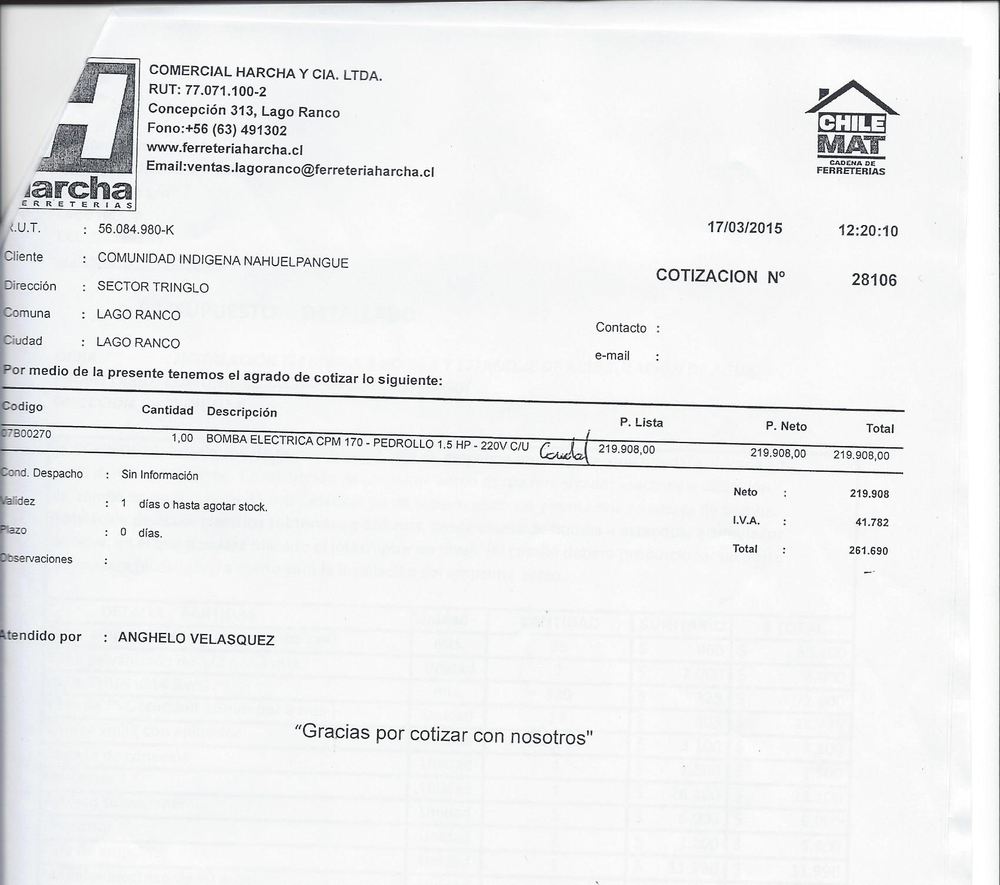 COMERCIAL HARCHA Y CIA. LTDA.
RUT: 77.071.100-2
Concepción 313, Lago Ranco
Fono:+56 (63) 491302
www.ferreteriaharcha.cl
Email:ventas.lagoranco@ferreteriaharcha.cl
H
archa
ERRETERIAS
CHILE
MAT
CADENA DE
FERRETERIAS
R.U.T. : 56.084.980-K 17/03/2015 12:20:10
Cliente : COMUNIDAD INDIGENA NAHUELPANGUE
COTIZACION Nº 28106
Dirección : SECTOR TRINGLO
Comuna : LAGO RANCO
Contacto :
Ciudad : LAGO RANCO
e-mail :
Por medio de la presente tenemos el agrado de cotizar lo siguiente:
Codigo Cantidad Descripción P. Lista P. Neto Total
07B00270 1,00 BOMBA ELECTRICA CPM 170 - PEDROLLO 1.5 HP - 220V C/U 219.908,00 219.908,00 219.908,00
Cond. Despacho : Sin Información
Neto : 219.908
Validez : 1 días o hasta agotar stock.
I.V.A. : 41.782
Plazo : 0 días.
Total : 261.690
Observaciones :
Atendido por : ANGHELO VELASQUEZ
"Gracias por cotizar con nosotros"